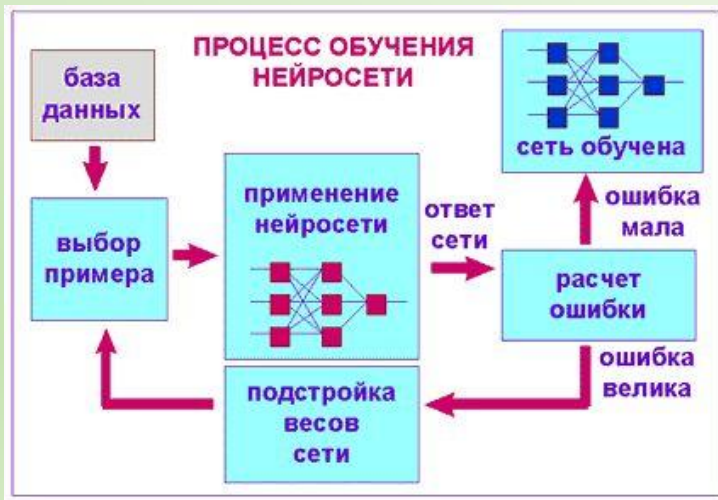 ПРОЦЕСС ОБУЧЕНИЯ
НЕЙРОСЕТИ
база
данных
выбор
примера
применение
нейросети
ответ
сети
расчет
ошибки
ошибка
мала
сеть обучена
ошибка
велика
подстройка
весов
сети